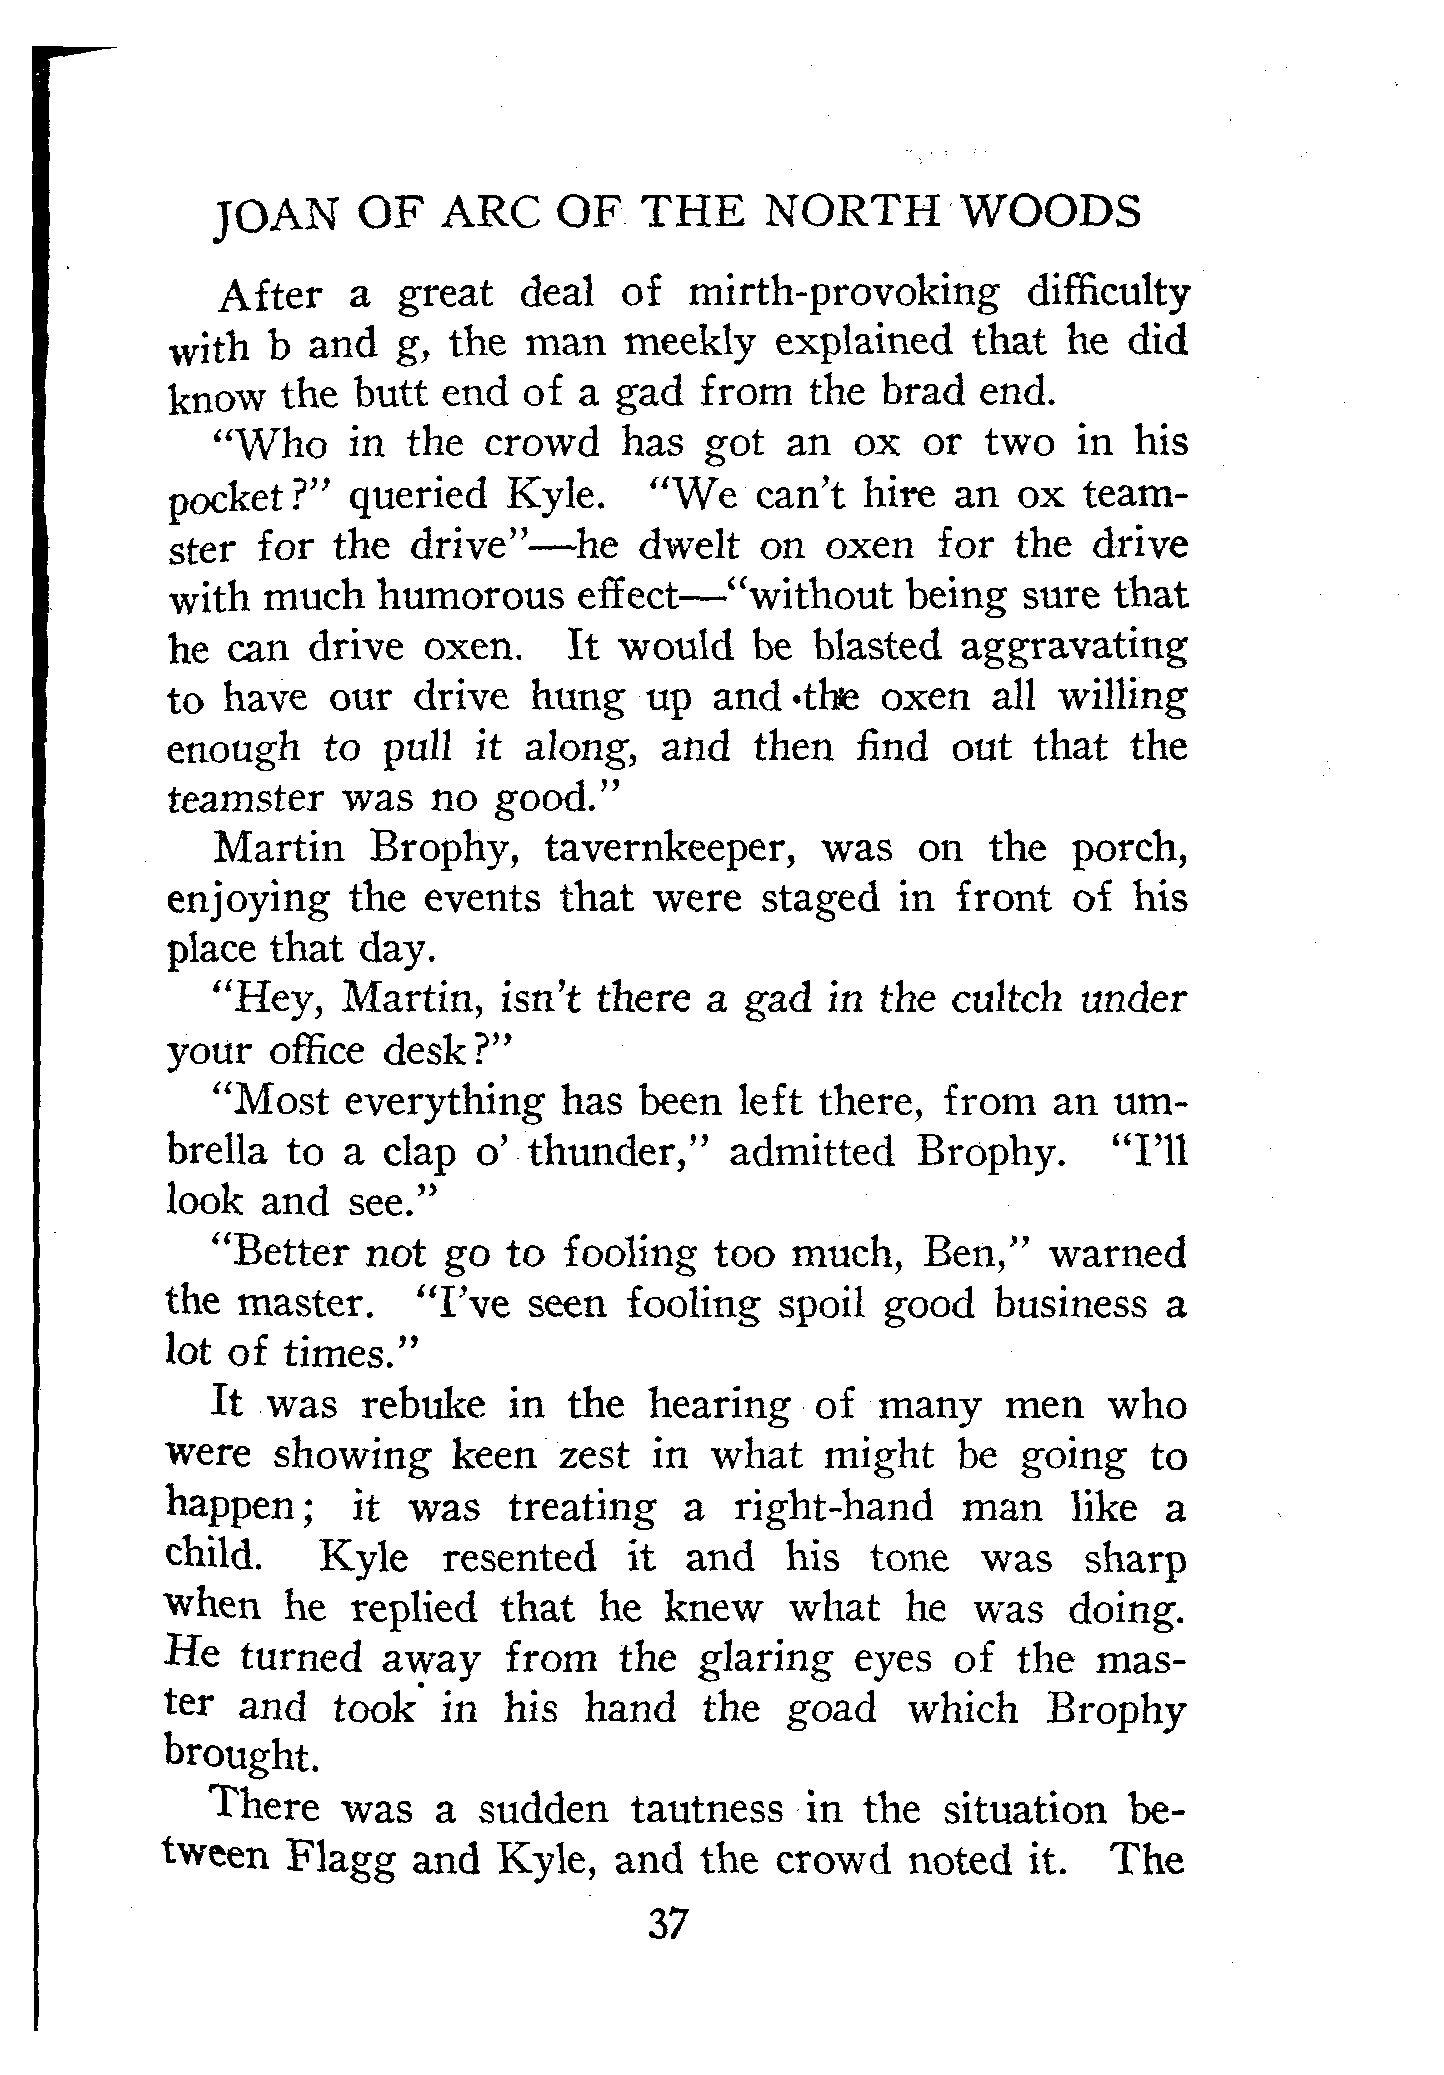 JOAN OF ARC OF THE NORTH WOODS
After a great deal of mirth-provoking difficulty
with b and g, the man meekly explained that he did
know the butt end of a gad from the brad end.
"Who in the crowd has got an ox or two in his
pocket?" queried Kyle. "We can't hire an ox team-
ster for the drive"—he dwelt on oxen for the drive
with much humorous effect—"without being sure that
he can drive oxen. It would be blasted aggravating
to have our drive hung up and the oxen all willing
enough to pull it along, and then find out that the
teamster was no good."
Martin Brophy, tavernkeeper, was on the porch,
enjoying the events that were staged in front of his
place that day.
"Hey, Martin, isn't there a gad in the cultch under
your office desk?"
"Most everything has been left there, from an um-
brella to a clap o' thunder," admitted Brophy. "I'll
look and see."
"Better not go to fooling too much, Ben," warned
the master. "I've seen fooling spoil good business a
lot of times."
It was rebuke in the hearing of many men who
were showing keen zest in what might be going to
happen; it was treating a right-hand man like a
child. Kyle resented it and his tone was sharp
when he replied that he knew what he was doing.
He turned away from the glaring eyes of the mas-
ter and took in his hand the goad which Brophy
brought.
There was a sudden tautness in the situation be-
tween Flagg and Kyle, and the crowd noted it. The
37